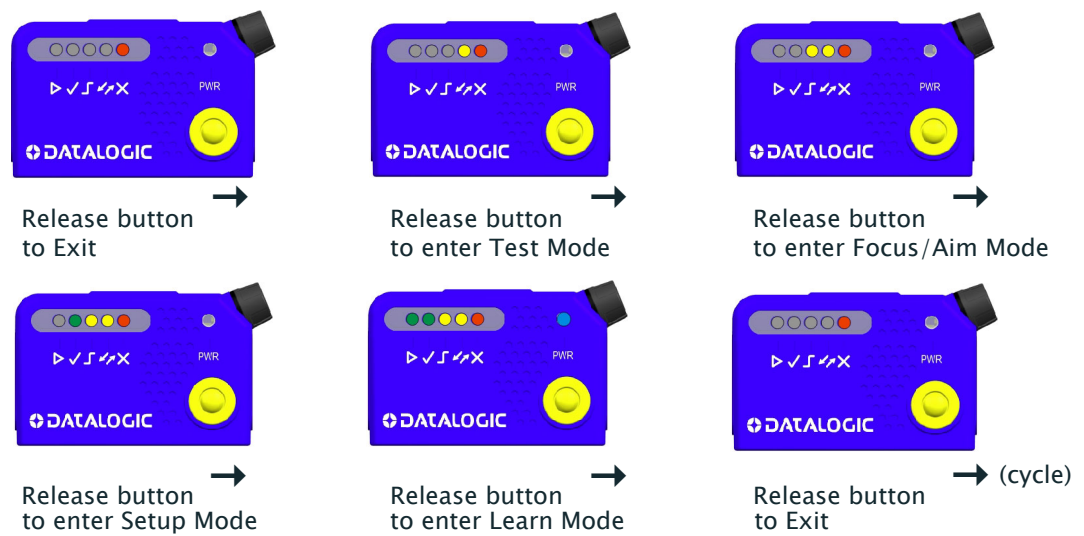 PWR
DATALOGIC
Release button
to Exit
PWR
DATALOGIC
Release button
to enter Test Mode
PWR
DATALOGIC
Release button
to enter Focus/Aim Mode
PWR
DATALOGIC
Release button
to enter Setup Mode
PWR
DATALOGIC
Release button
to enter Learn Mode
PWR
DATALOGIC
(cycle)
Release button
to Exit